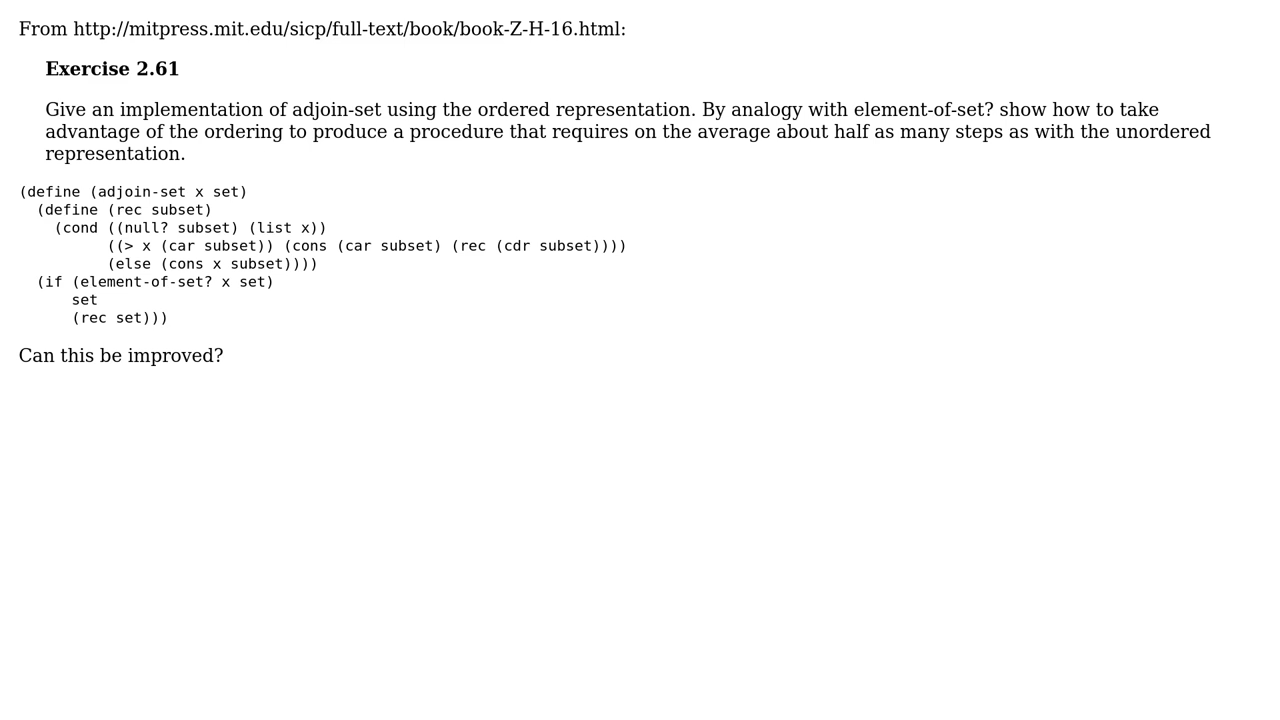 From http://mitpress.mit.edu/sicp/full-text/book/book-Z-H-16.html:
Exercise 2.61
Give an implementation of adjoin-set using the ordered representation. By analogy with element-of-set? show how to take
advantage of the ordering to produce a procedure that requires on the average about half as many steps as with the unordered
representation.
(define (adjoin-set x set)
  (define (rec subset)
    (cond ((null? subset) (list x))
          ((> x (car subset)) (cons (car subset) (rec (cdr subset))))
          (else (cons x subset))))
  (if (element-of-set? x set)
      set
      (rec set)))
Can this be improved?